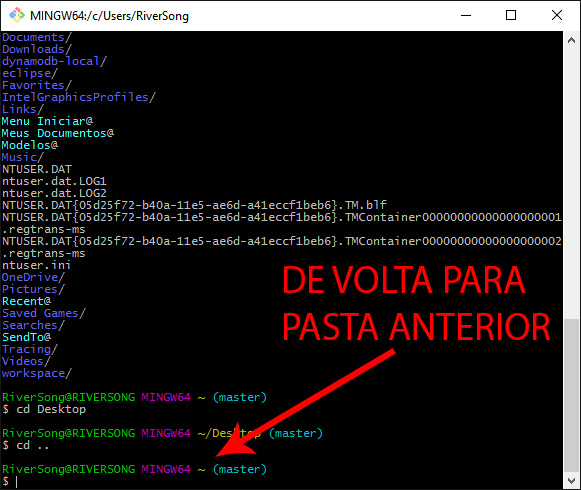 MINGW64:/c/Users/RiverSong
Documents/
Downloads/
dynamodb-local/
eclipse/
Favorites/
IntelGraphicsProfiles/
Links/
Menu Iniciar@
Meus Documentos@
Modelos@
Music/
NTUSER.DAT
ntuser.dat.LOG1
ntuser.dat.LOG2
NTUSER.DAT{05d25f72-b40a-11e5-ae6d-a41eccf1beb6}.TM.blf
NTUSER.DAT{05d25f72-b40a-11e5-ae6d-a41eccf1beb6}.TMContainer00000000000000000001
.regtrans-ms
NTUSER.DAT{05d25f72-b40a-11e5-ae6d-a41eccf1beb6}.TMContainer00000000000000000002
.regtrans-ms
ntuser.ini
OneDrive/
Pictures/
Recent@
Saved Games/
Searches/
SendTo@
Tracing/
Videos/
workspace/
DE VOLTA PARA
PASTA ANTERIOR
RiverSong@RIVERSONG MINGW64 ~ (master)
$ cd Desktop
RiverSong@RIVERSONG MINGW64 ~/Desktop (master)
$ cd ..
RiverSong@RIVERSONG MINGW64 ~ (master)
$